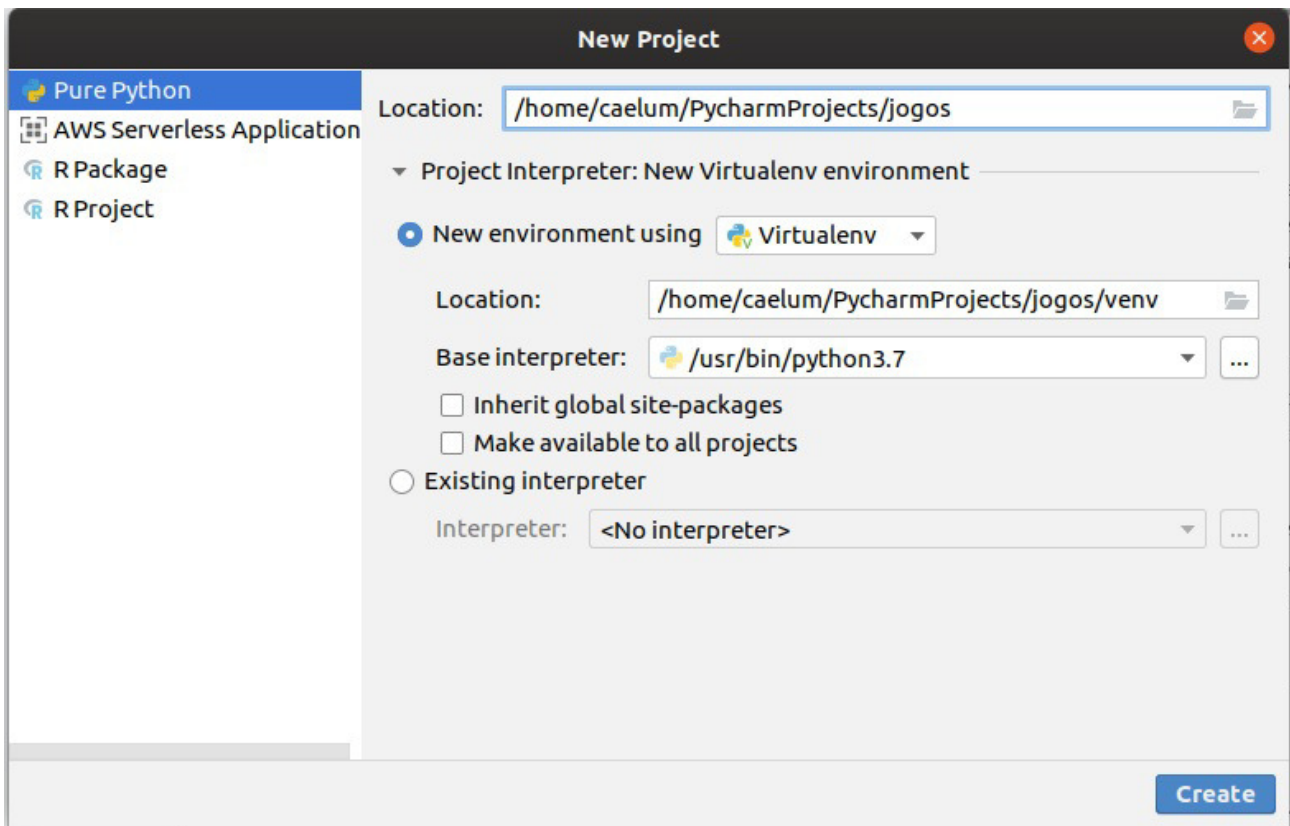 New Project
Pure Python
AWS Serverless Application
R Package
R Project
Location: /home/caelum/PycharmProjects/jogos
Project Interpreter: New Virtualenv environment
New environment using Virtualenv
Location: /home/caelum/PycharmProjects/jogos/venv
Base interpreter: /usr/bin/python3.7 ...
Inherit global site-packages
Make available to all projects
Existing interpreter
Interpreter: <No interpreter> ...
Create